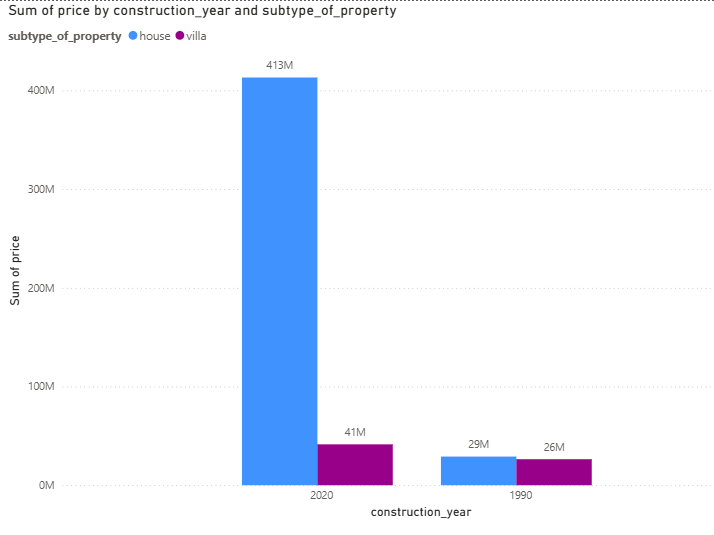 Sum of price by construction_year and subtype_of_property
subtype_of_property house villa
413M
400M
300M
200M
100M
41M
29M
26M
0M
2020 1990
construction_year
Sum of price